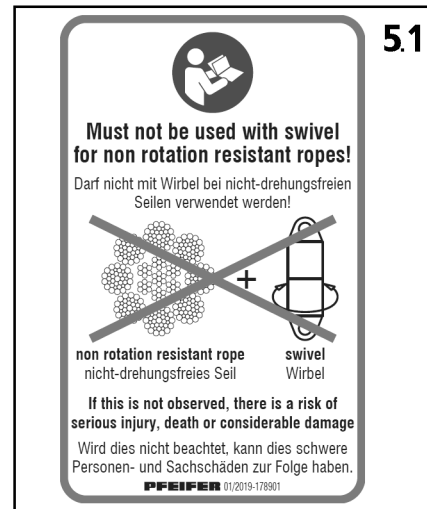 5.1
Must not be used with swivel
for non rotation resistant ropes!
Darf nicht mit Wirbel bei nicht-drehungsfreien
Seilen verwendet werden!
+
non rotation resistant rope
nicht-drehungsfreies Seil
swivel
Wirbel
If this is not observed, there is a risk of
serious injury, death or considerable damage
Wird dies nicht beachtet, kann dies schwere
Personen- und Sachschäden zur Folge haben.
PFEIFER 01/2019-178901